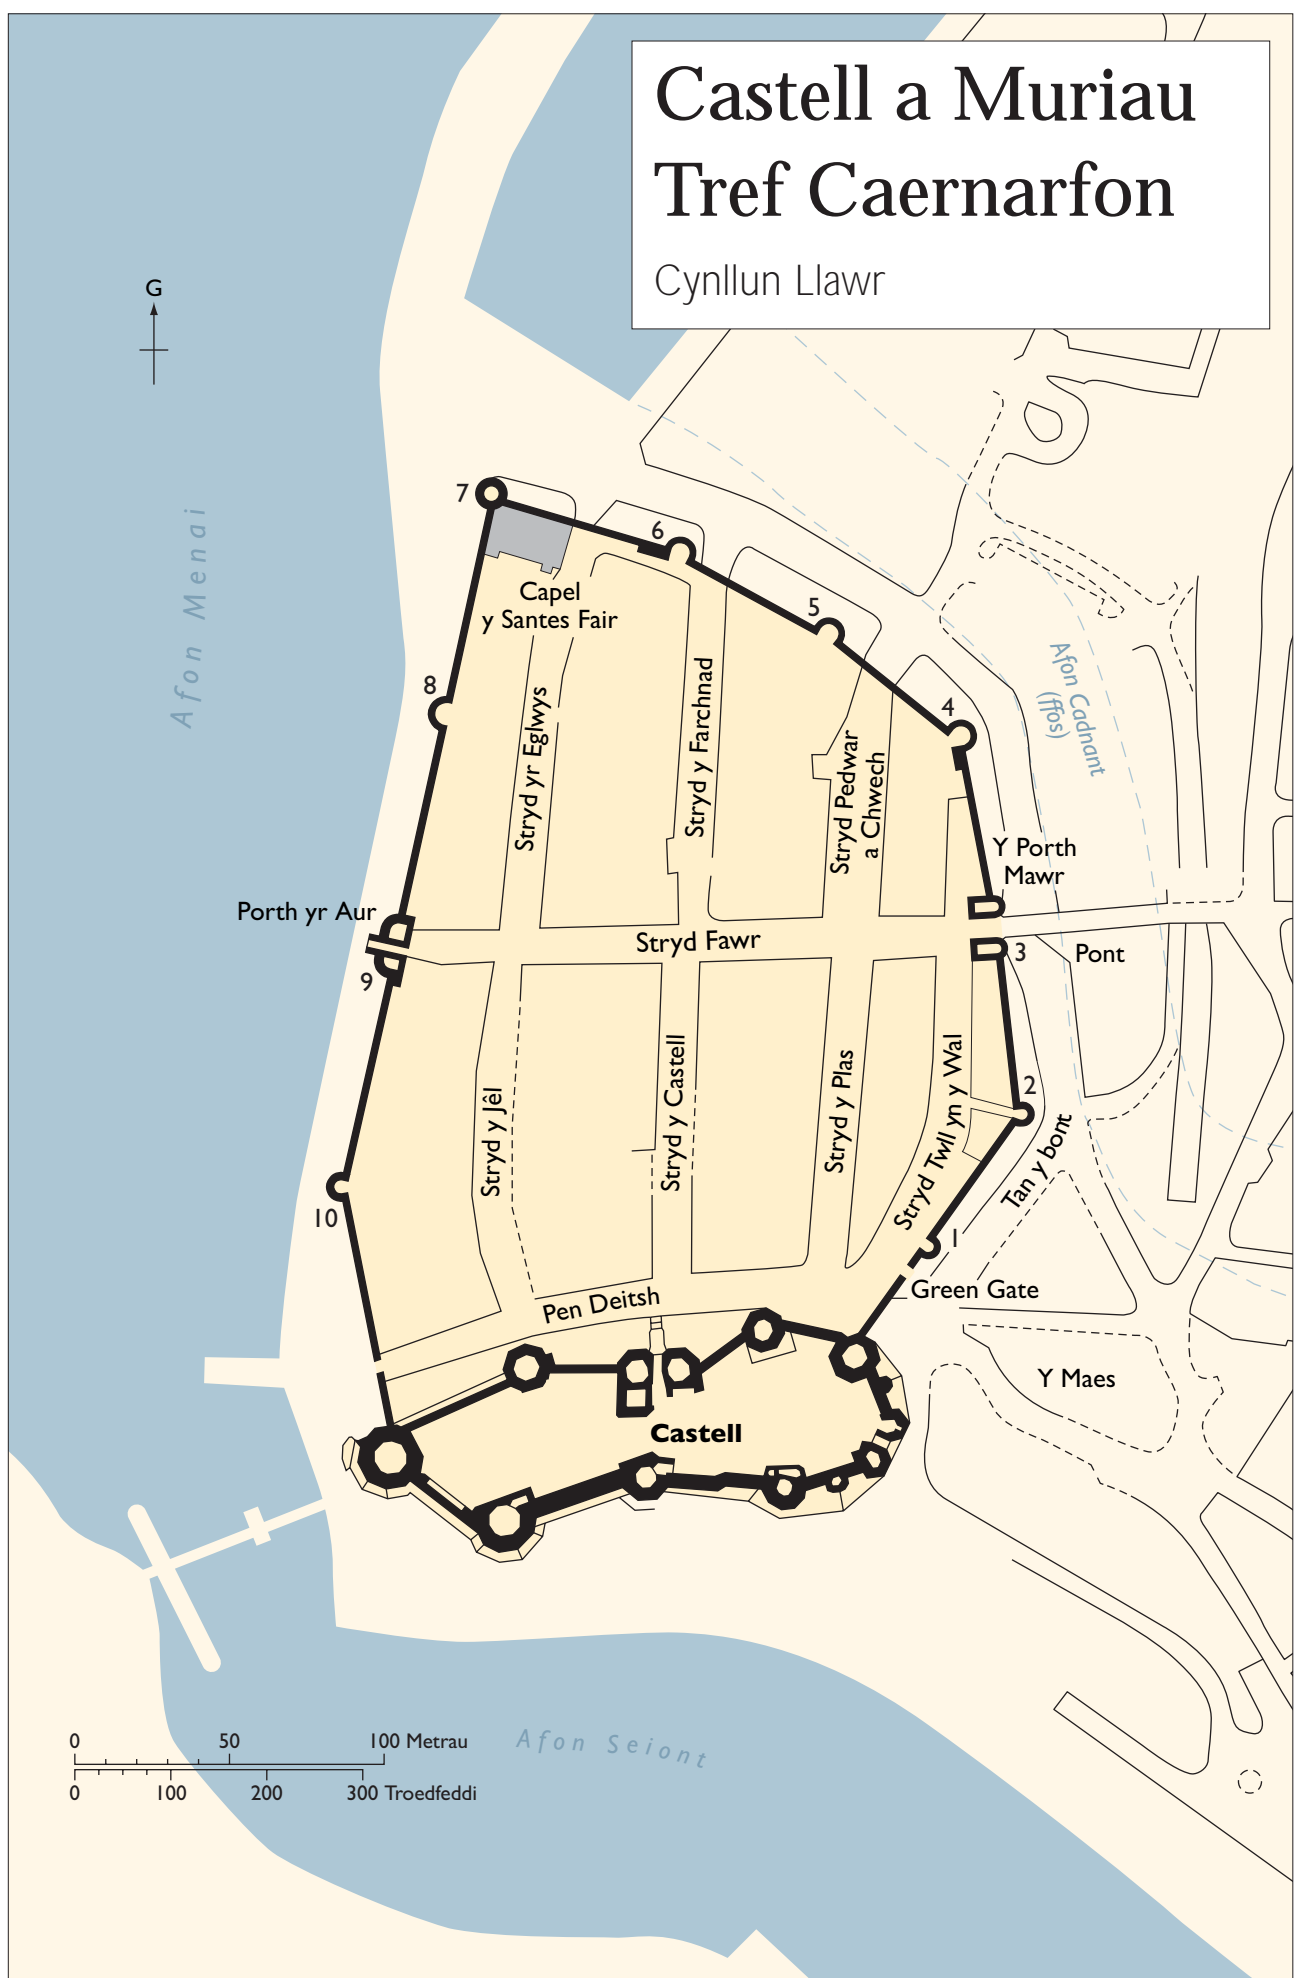 Castell a Muriau
Tref Caernarfon
Cynllun Llawr
G
Afon Menai
7
6
5
4
8
Capel
y Santes Fair
Afon Cadnant
(ffos)
Stryd yr Eglwys
Stryd y Farchnad
Stryd Pedwar
a Chwech
Y Porth
Mawr
Porth yr Aur
Stryd Fawr
3
Pont
9
Stryd y Jêl
Stryd y Castell
Stryd y Plas
Stryd Twll yn y Wal
2
Tan y bont
10
1
Green Gate
Pen Deitsh
Y Maes
Castell
Afon Seiont
0 50 100 Metrau
0 100 200 300 Troedfeddi